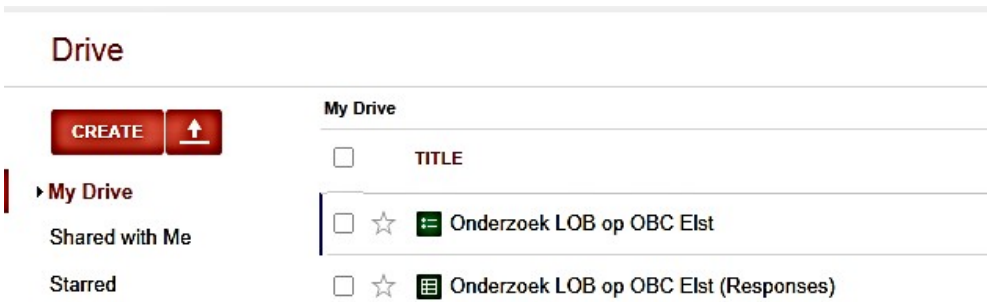 Drive
CREATE
My Drive
Shared with Me
Starred
My Drive
TITLE
Onderzoek LOB op OBC Elst
Onderzoek LOB op OBC Elst (Responses)